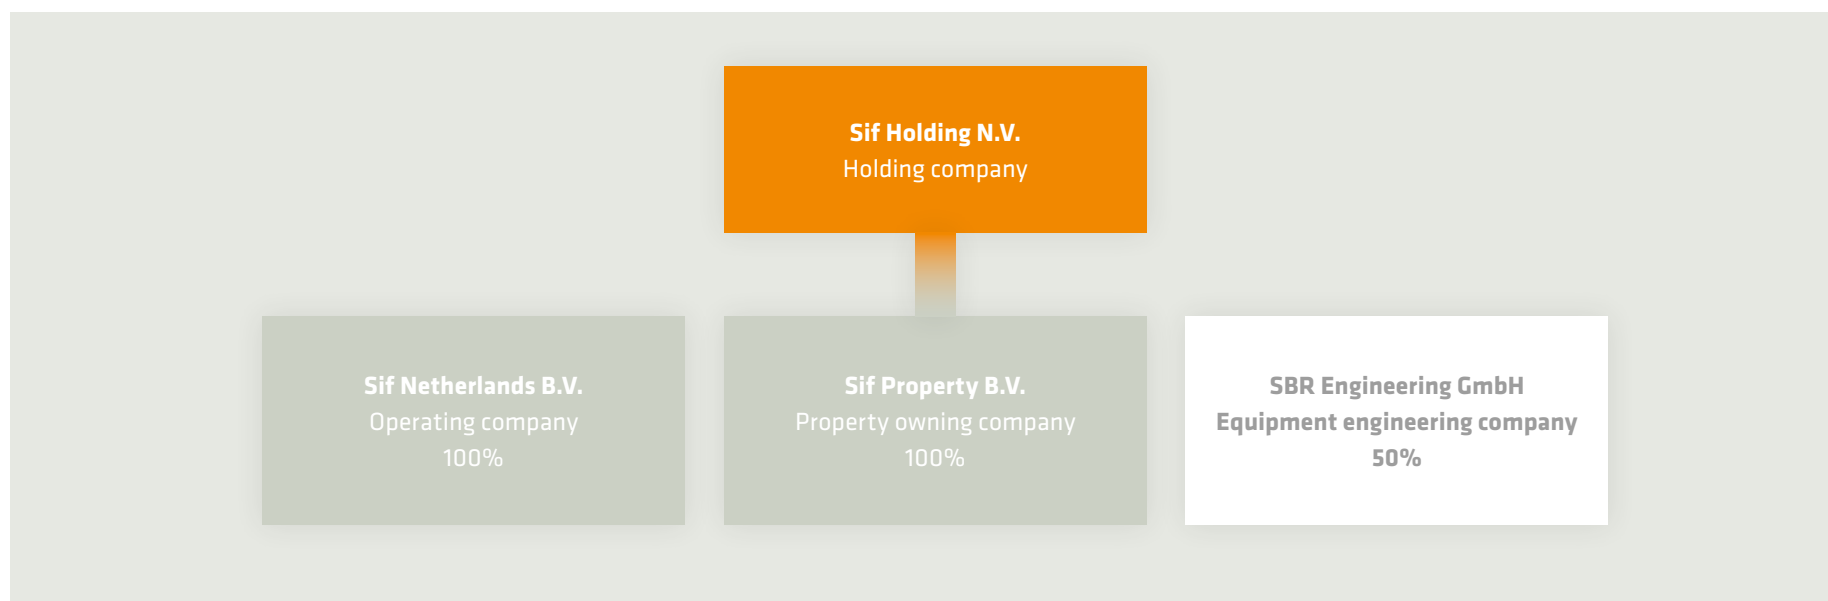 Sif Holding N.V.
Holding company
Sif Netherlands B.V.
Operating company
100%
Sif Property B.V.
Property owning company
100%
SBR Engineering GmbH
Equipment engineering company
50%